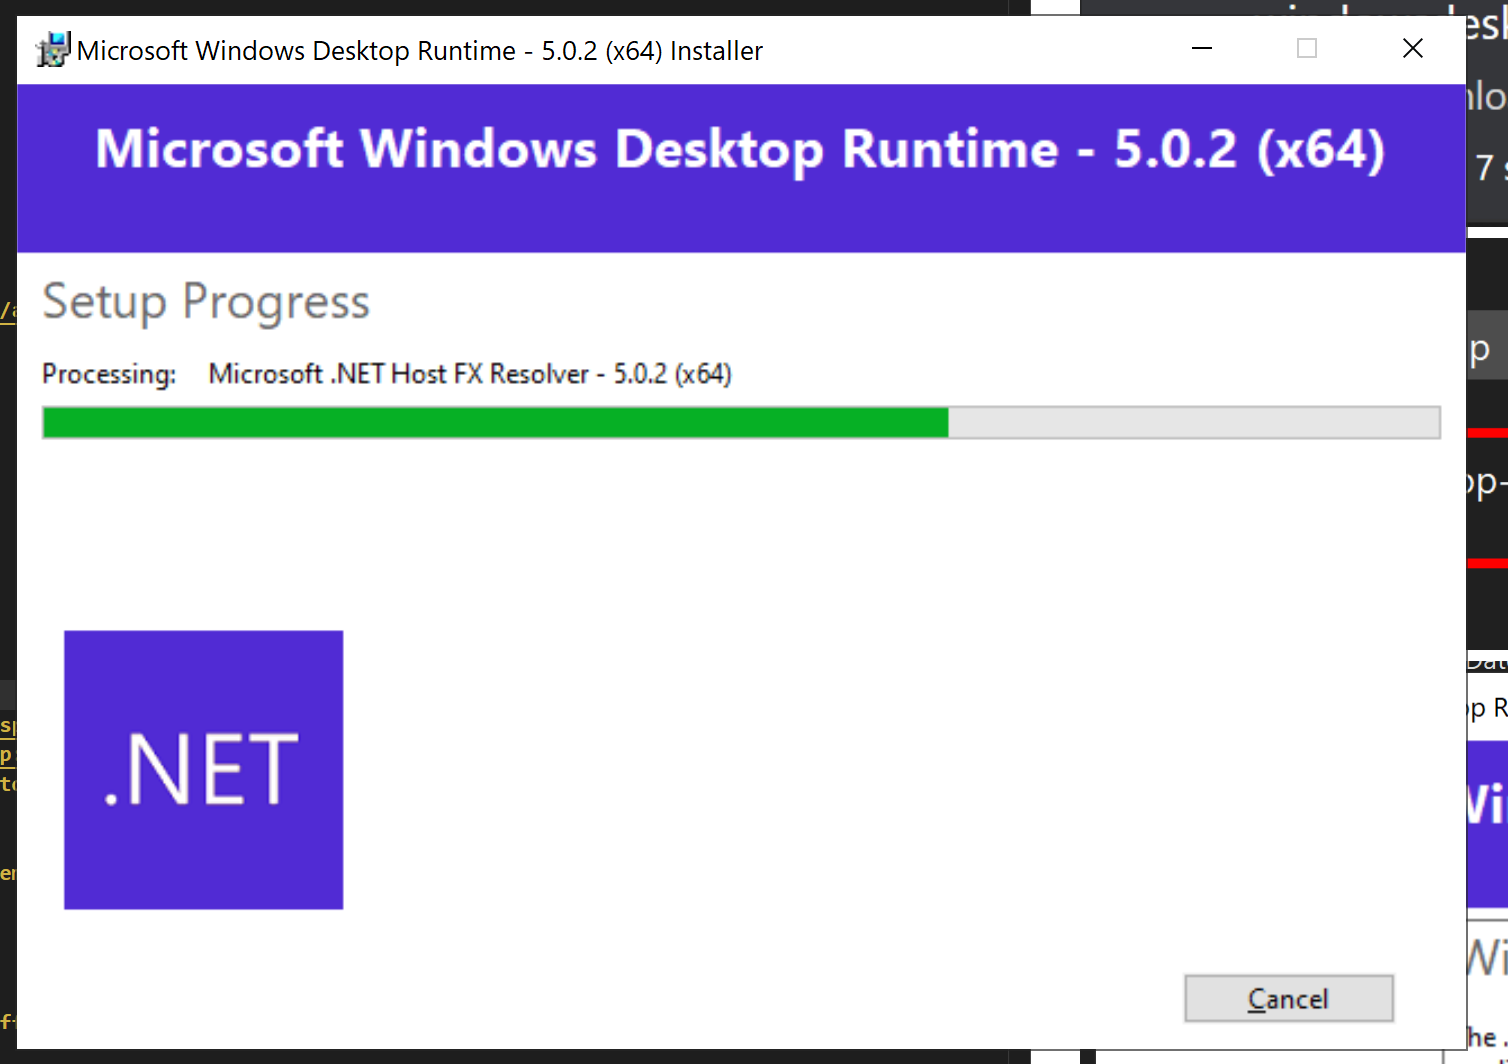 Microsoft Windows Desktop Runtime - 5.0.2 (x64) Installer
Microsoft Windows Desktop Runtime - 5.0.2 (x64)
Setup Progress
Processing: Microsoft .NET Host FX Resolver - 5.0.2 (x64)
.NET
Cancel
7